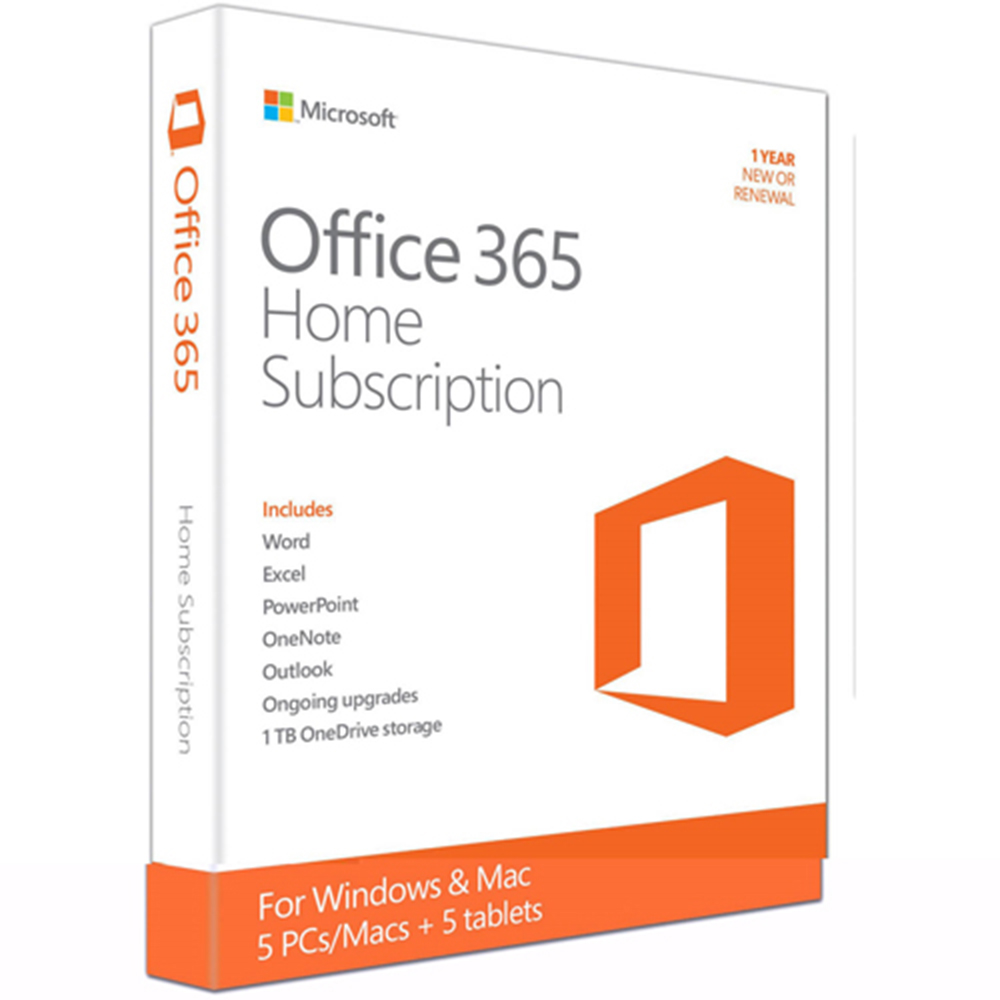 Office 365
Home Subscription
Microsoft
1 YEAR
NEW OR
RENEWAL
Office 365
Home
Subscription
Includes
Word
Excel
PowerPoint
OneNote
Outlook
Ongoing upgrades
1 TB OneDrive storage
For Windows & Mac
5 PCs/Macs + 5 tablets